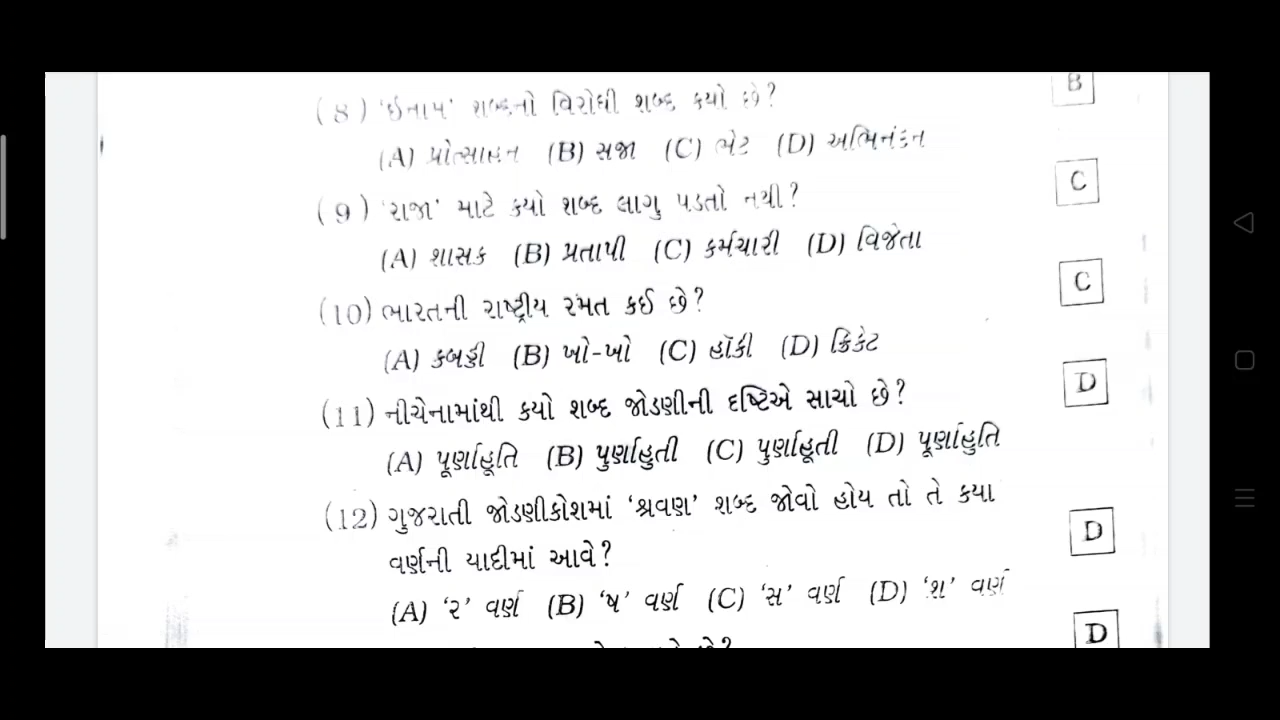 (8) 'ઈનામ' શબ્દનો વિરોધી શબ્દ કયો છે? B
(A) પ્રોત્સાહન (B) સજા (C) ભેટ (D) અભિનંદન
(9) 'રાજા' માટે કયો શબ્દ લાગુ પડતો નથી? C
(A) શાસક (B) પ્રતાપી (C) કર્મચારી (D) વિજેતા
(10) ભારતની રાષ્ટ્રીય રમત કઈ છે? C
(A) કબડ્ડી (B) ખો-ખો (C) હૉકી (D) ક્રિકેટ
(11) નીચેનામાંથી કયો શબ્દ જોડણીની દષ્ટિએ સાચો છે? D
(A) પૂર્ણાહૂતિ (B) પુર્ણાહુતી (C) પુર્ણાહૂતી (D) પૂર્ણાહુતિ
(12) ગુજરાતી જોડણીકોશમાં 'શ્રવણ' શબ્દ જોવો હોય તો તે કયા
વર્ણની યાદીમાં આવે? D
(A) 'ર' વર્ણ (B) 'ષ' વર્ણ (C) 'સ' વર્ણ (D) 'શ' વર્ણ
છે? D